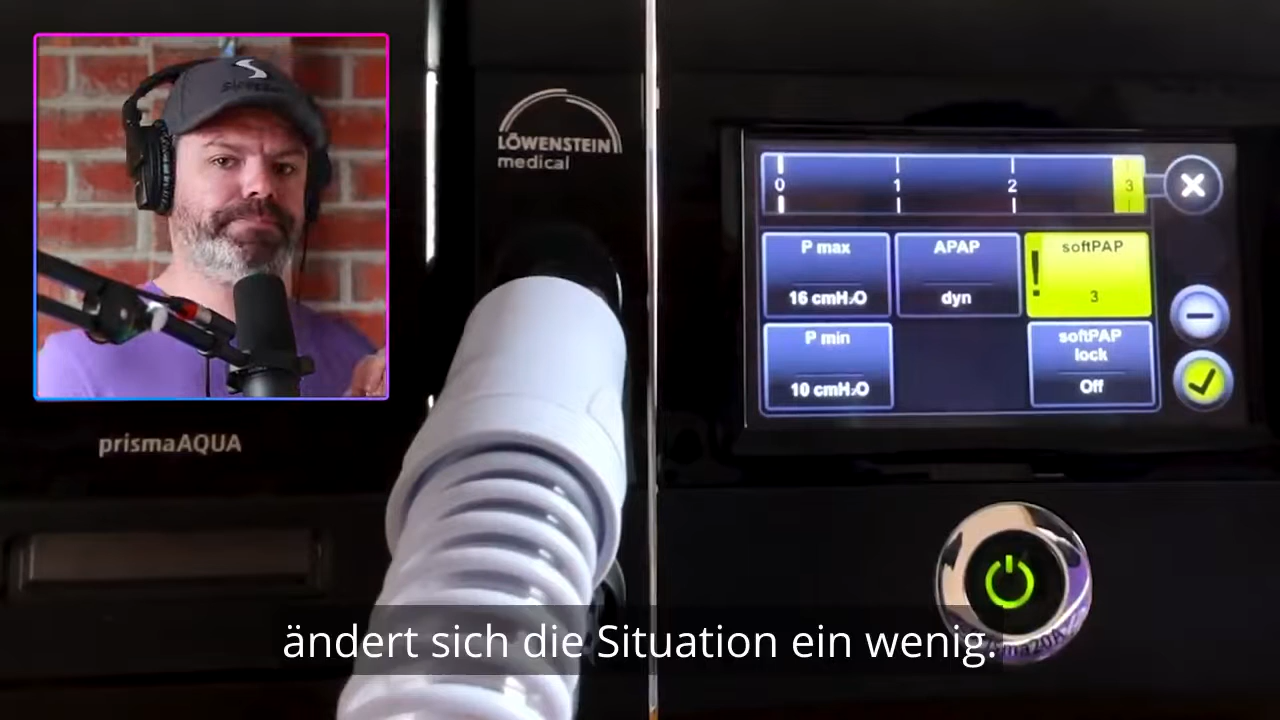 LÖWENSTEIN
medical
prismaAQUA
0 1 2 3
P max
16 cmH₂O
APAP
dyn
softPAP
! 3
P min
10 cmH₂O
softPAP
lock
Off
ändert sich die Situation ein wenig.